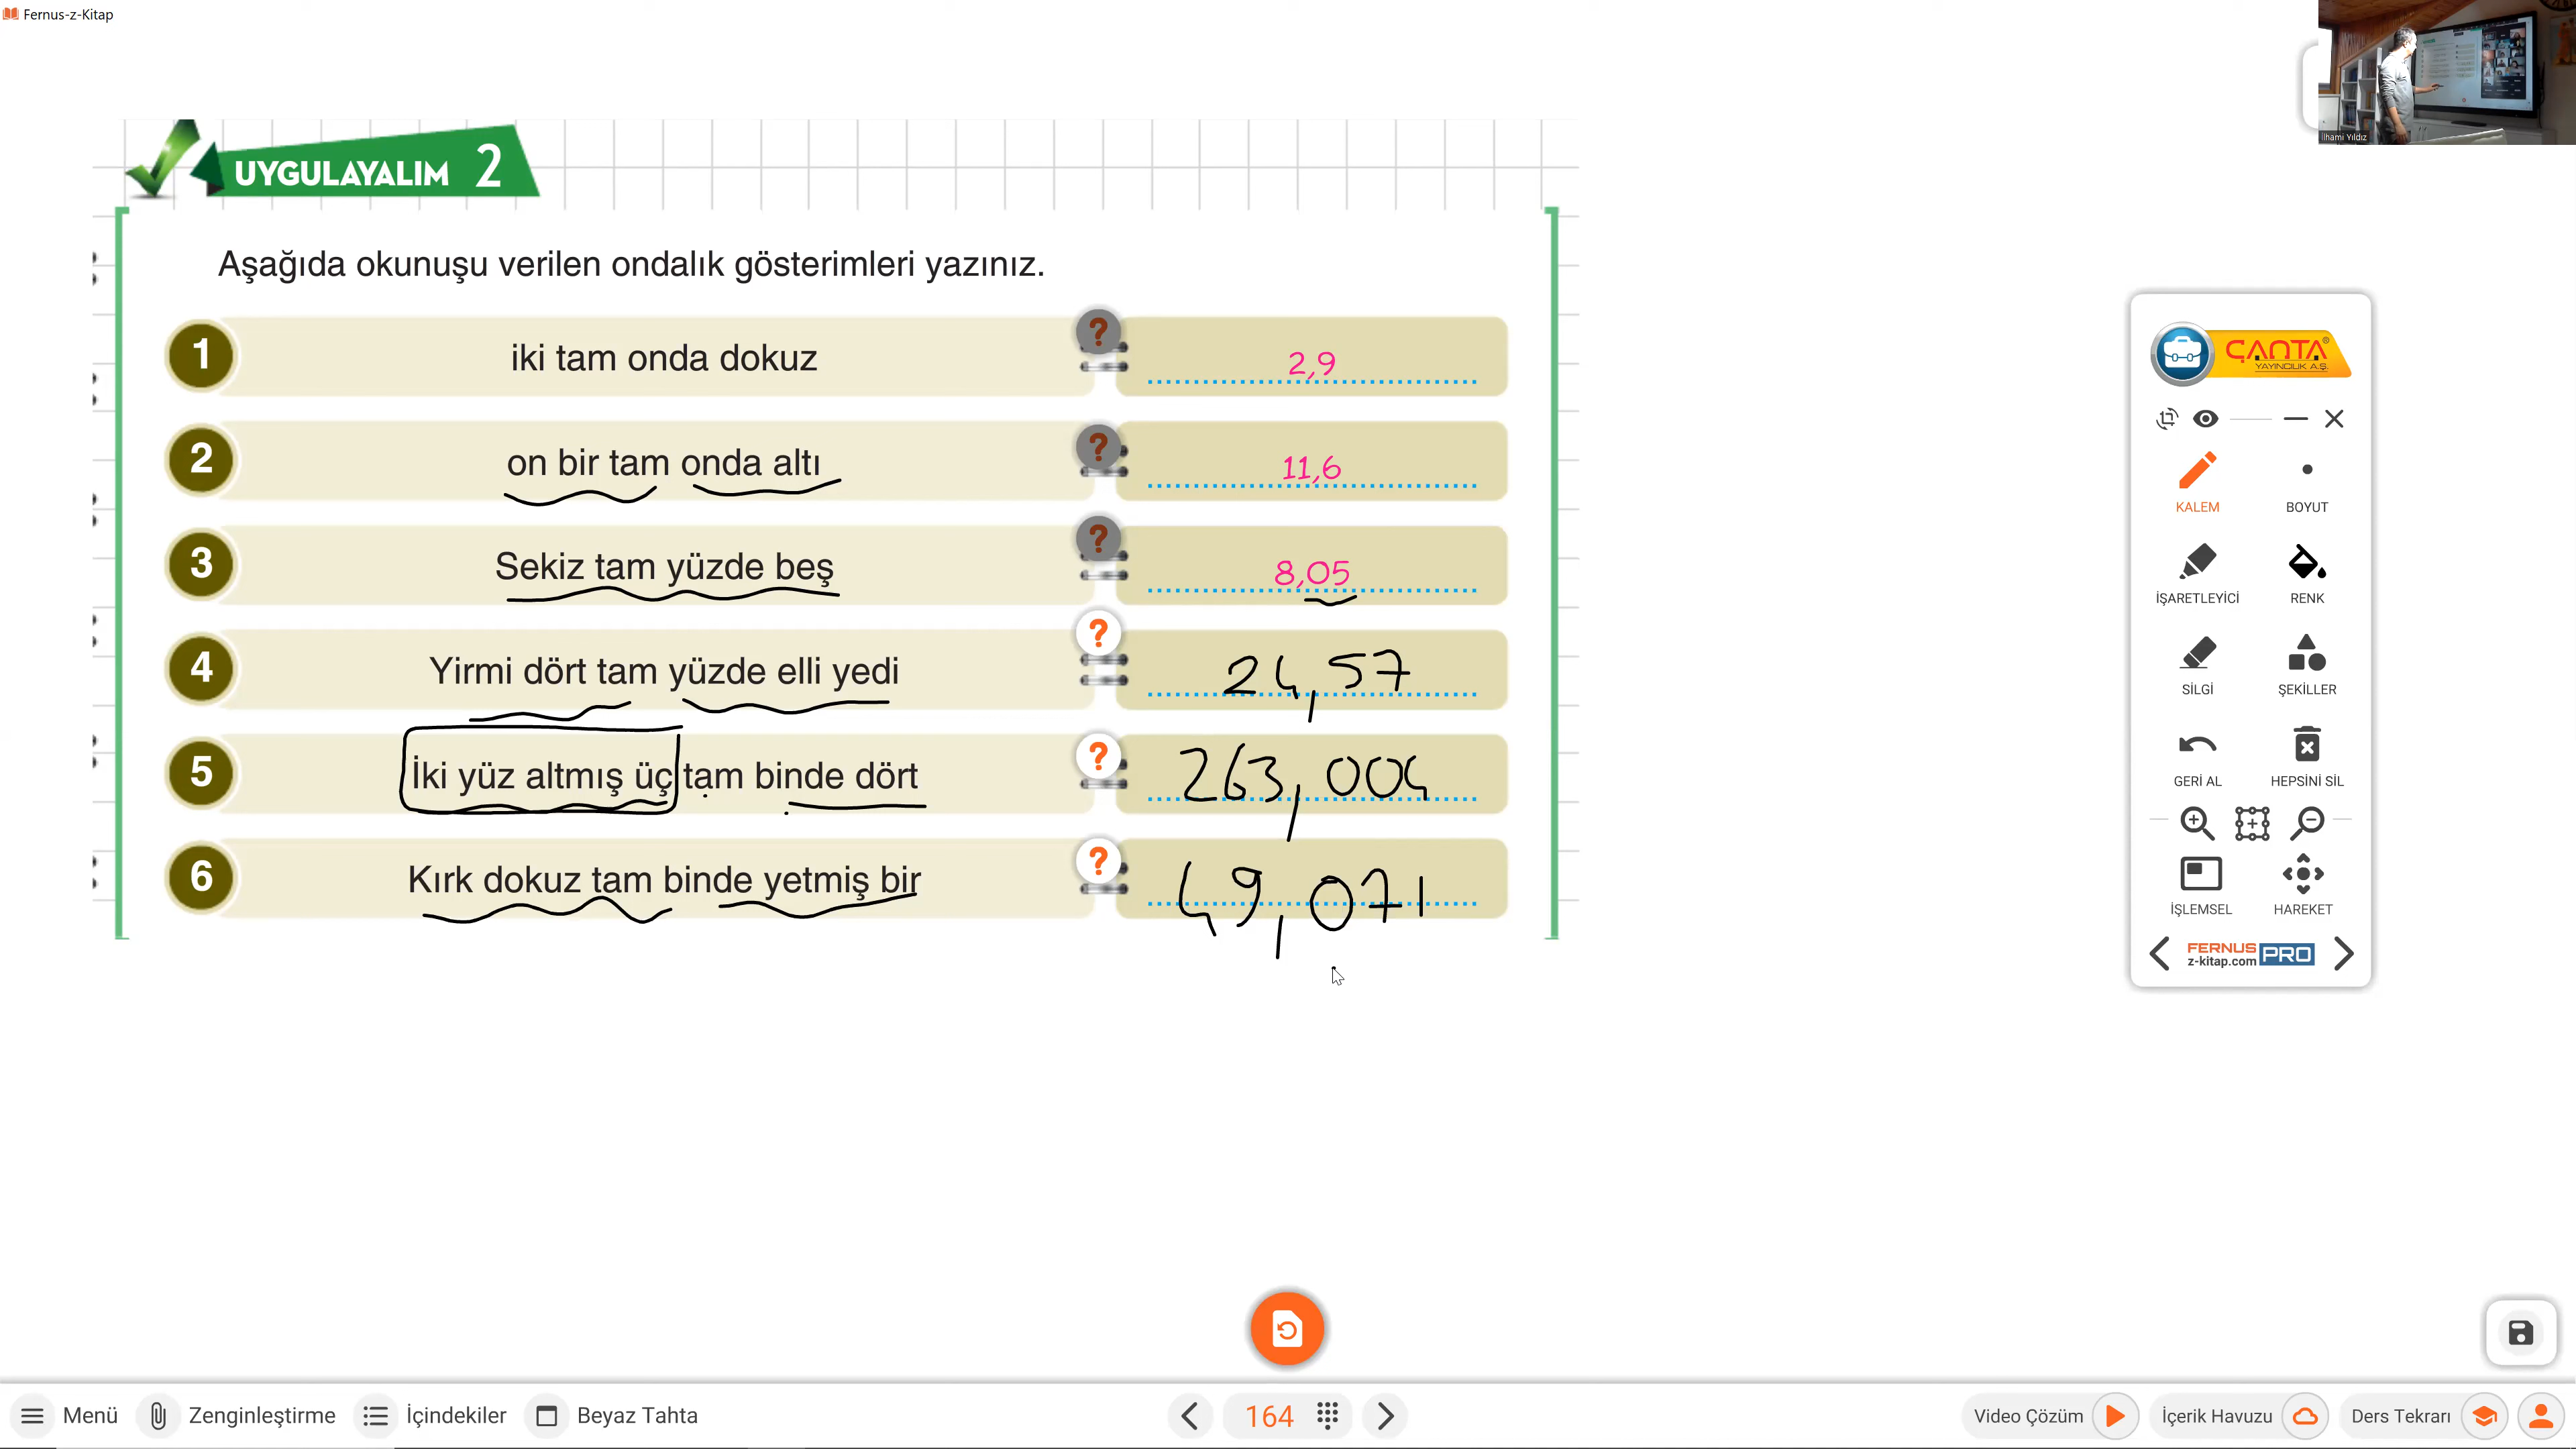 Fernus-z-Kitap
İlhami Yıldız
UYGULAYALIM 2
Aşağıda okunuşu verilen ondalık gösterimleri yazınız.
1 iki tam onda dokuz ? 2,9
2 on bir tam onda altı ? 11,6
3 Sekiz tam yüzde beş ? 8,05
4 Yirmi dört tam yüzde elli yedi ? 24,57
5 İki yüz altmış üç tam binde dört ? 263,004
6 Kırk dokuz tam binde yetmiş bir ? 49,071
ÇANTA®
YAYINCILIK A.Ş.
KALEM BOYUT
İŞARETLEYİCİ RENK
SİLGİ ŞEKİLLER
GERİ AL HEPSİNİ SİL
İŞLEMSEL HAREKET
FERNUS PRO
z-kitap.com
Menü Zenginleştirme İçindekiler Beyaz Tahta 164 Video Çözüm İçerik Havuzu Ders Tekrarı